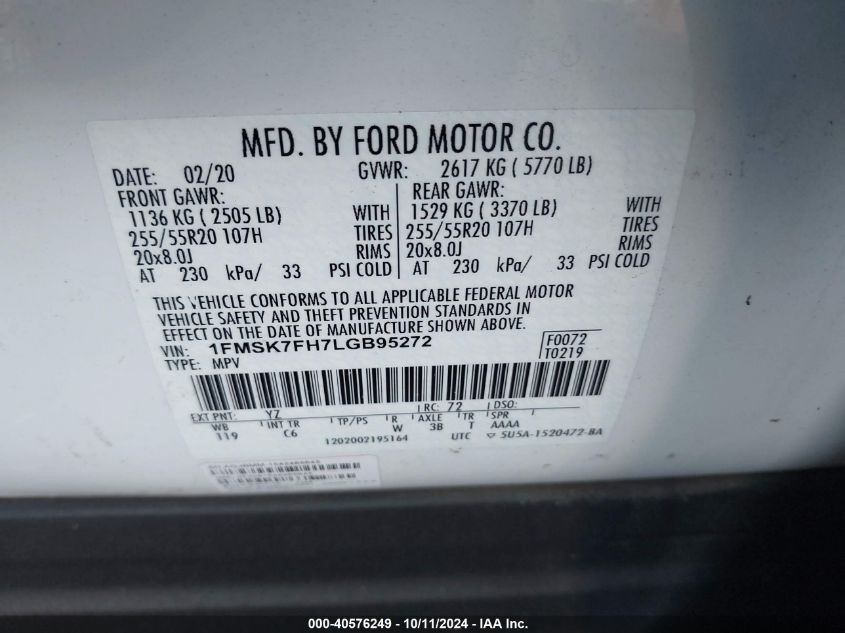 MFD. BY FORD MOTOR CO.
DATE: 02/20 GVWR: 2617 KG ( 5770 LB)
FRONT GAWR: REAR GAWR:
1136 KG ( 2505 LB) WITH 1529 KG ( 3370 LB) WITH
255/55R20 107H TIRES 255/55R20 107H TIRES
20x8.0J RIMS 20x8.0J RIMS
AT 230 kPa/ 33 PSI COLD AT 230 kPa/ 33 PSI COLD
THIS VEHICLE CONFORMS TO ALL APPLICABLE FEDERAL MOTOR
VEHICLE SAFETY AND THEFT PREVENTION STANDARDS IN
EFFECT ON THE DATE OF MANUFACTURE SHOWN ABOVE.
VIN: 1FMSK7FH7LGB95272 F0072
TYPE: MPV T0219
EXT PNT: YZ RC: 72 DSO:
WB INT TR TP/PS R AXLE TR SPR
119 C6 W 3B T AAAA
1202002195164 UTC 5U5A-1520472-BA
000-40576249 - 10/11/2024 - IAA Inc.